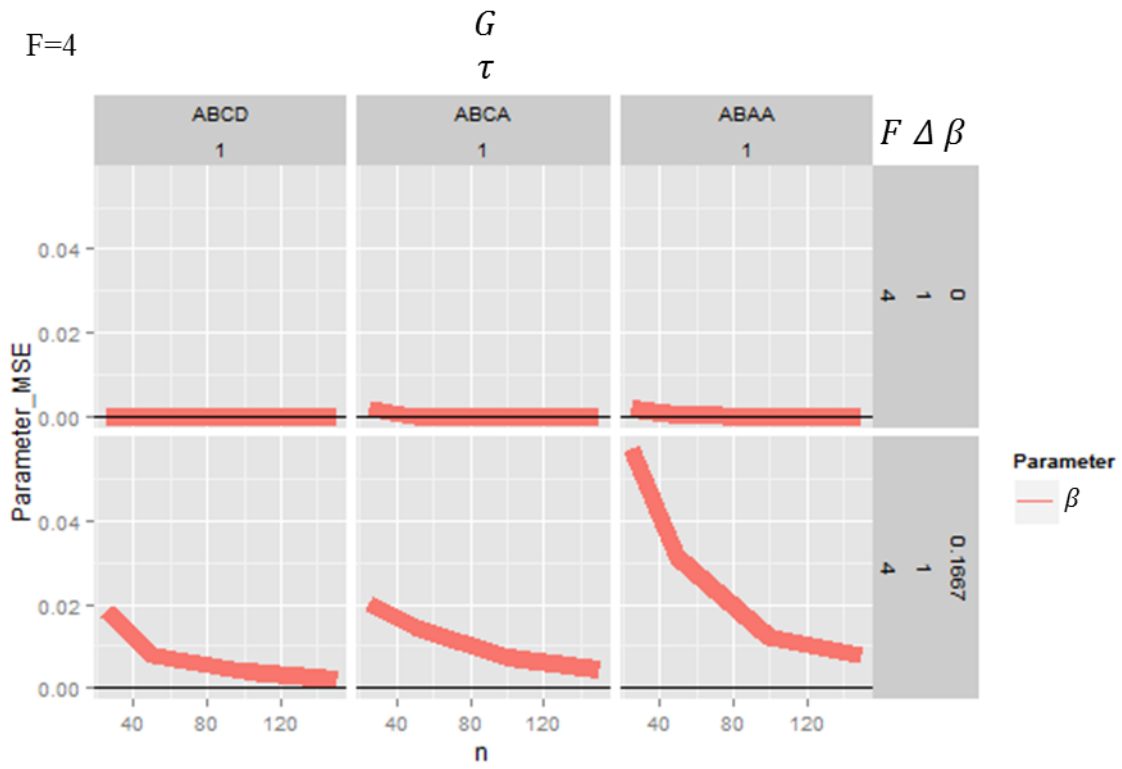 F=4
G
τ
ABCD
ABCA
ABAA
1
1
1
F Δ β
0.04
0.02
0.00
4 1 0
Parameter_MSE
0.04
0.02
0.00
4 1 0.1667
Parameter
β
40 80 120
40 80 120
40 80 120
n